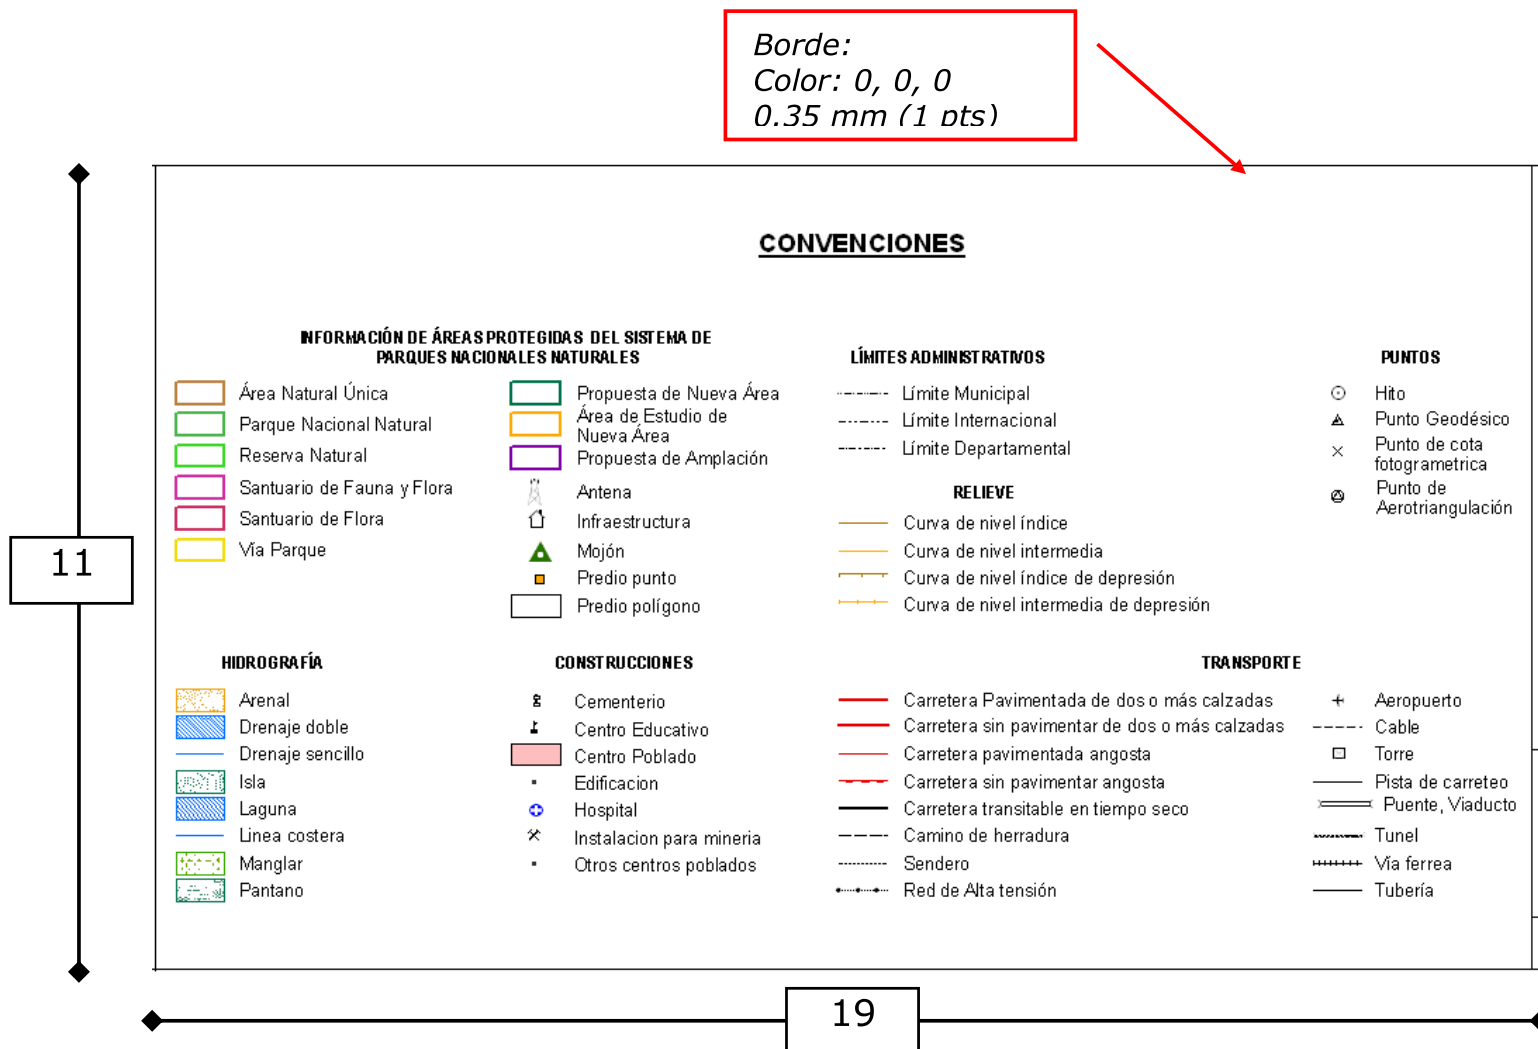 Borde:
Color: 0, 0, 0
0.35 mm (1 pts)
CONVENCIONES
INFORMACIÓN DE ÁREAS PROTEGIDAS DEL SISTEMA DE
PARQUES NACIONALES NATURALES
Área Natural Única
Parque Nacional Natural
Reserva Natural
Santuario de Fauna y Flora
Santuario de Flora
Vía Parque
Propuesta de Nueva Área
Área de Estudio de
Nueva Área
Propuesta de Amplación
Antena
Infraestructura
Mojón
Predio punto
Predio polígono
LÍMITES ADMINISTRATIVOS
Límite Municipal
Límite Internacional
Límite Departamental
RELIEVE
Curva de nivel índice
Curva de nivel intermedia
Curva de nivel índice de depresión
Curva de nivel intermedia de depresión
PUNTOS
Hito
Punto Geodésico
Punto de cota
fotogrametrica
Punto de
Aerotriangulación
11
HIDROGRAFÍA
Arenal
Drenaje doble
Drenaje sencillo
Isla
Laguna
Linea costera
Manglar
Pantano
CONSTRUCCIONES
Cementerio
Centro Educativo
Centro Poblado
Edificacion
Hospital
Instalacion para mineria
Otros centros poblados
TRANSPORTE
Carretera Pavimentada de dos o más calzadas
Carretera sin pavimentar de dos o más calzadas
Carretera pavimentada angosta
Carretera sin pavimentar angosta
Carretera transitable en tiempo seco
Camino de herradura
Sendero
Red de Alta tensión
Aeropuerto
Cable
Torre
Pista de carreteo
Puente, Viaducto
Tunel
Vía ferrea
Tubería
19